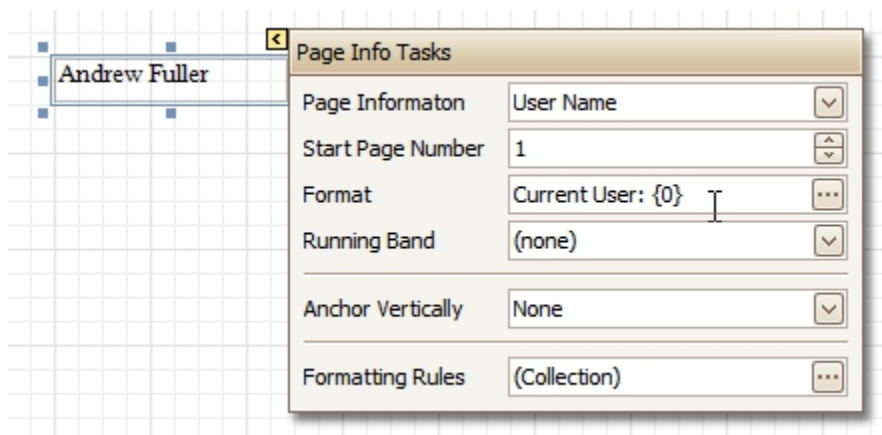 Andrew Fuller
Page Info Tasks
Page Informaton User Name
Start Page Number 1
Format Current User: {0}
Running Band (none)
Anchor Vertically None
Formatting Rules (Collection)